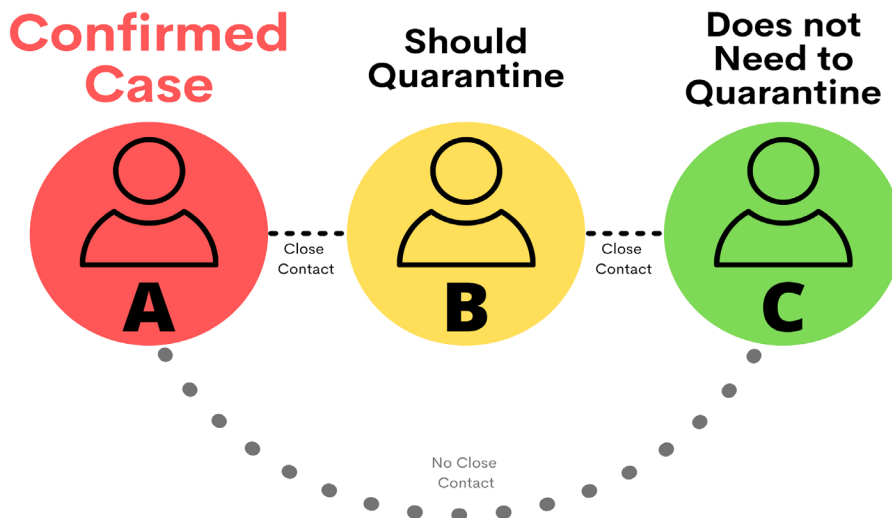 Confirmed
Case
Should
Quarantine
Does not
Need to
Quarantine
Close
Contact
Close
Contact
A
B
C
No Close
Contact